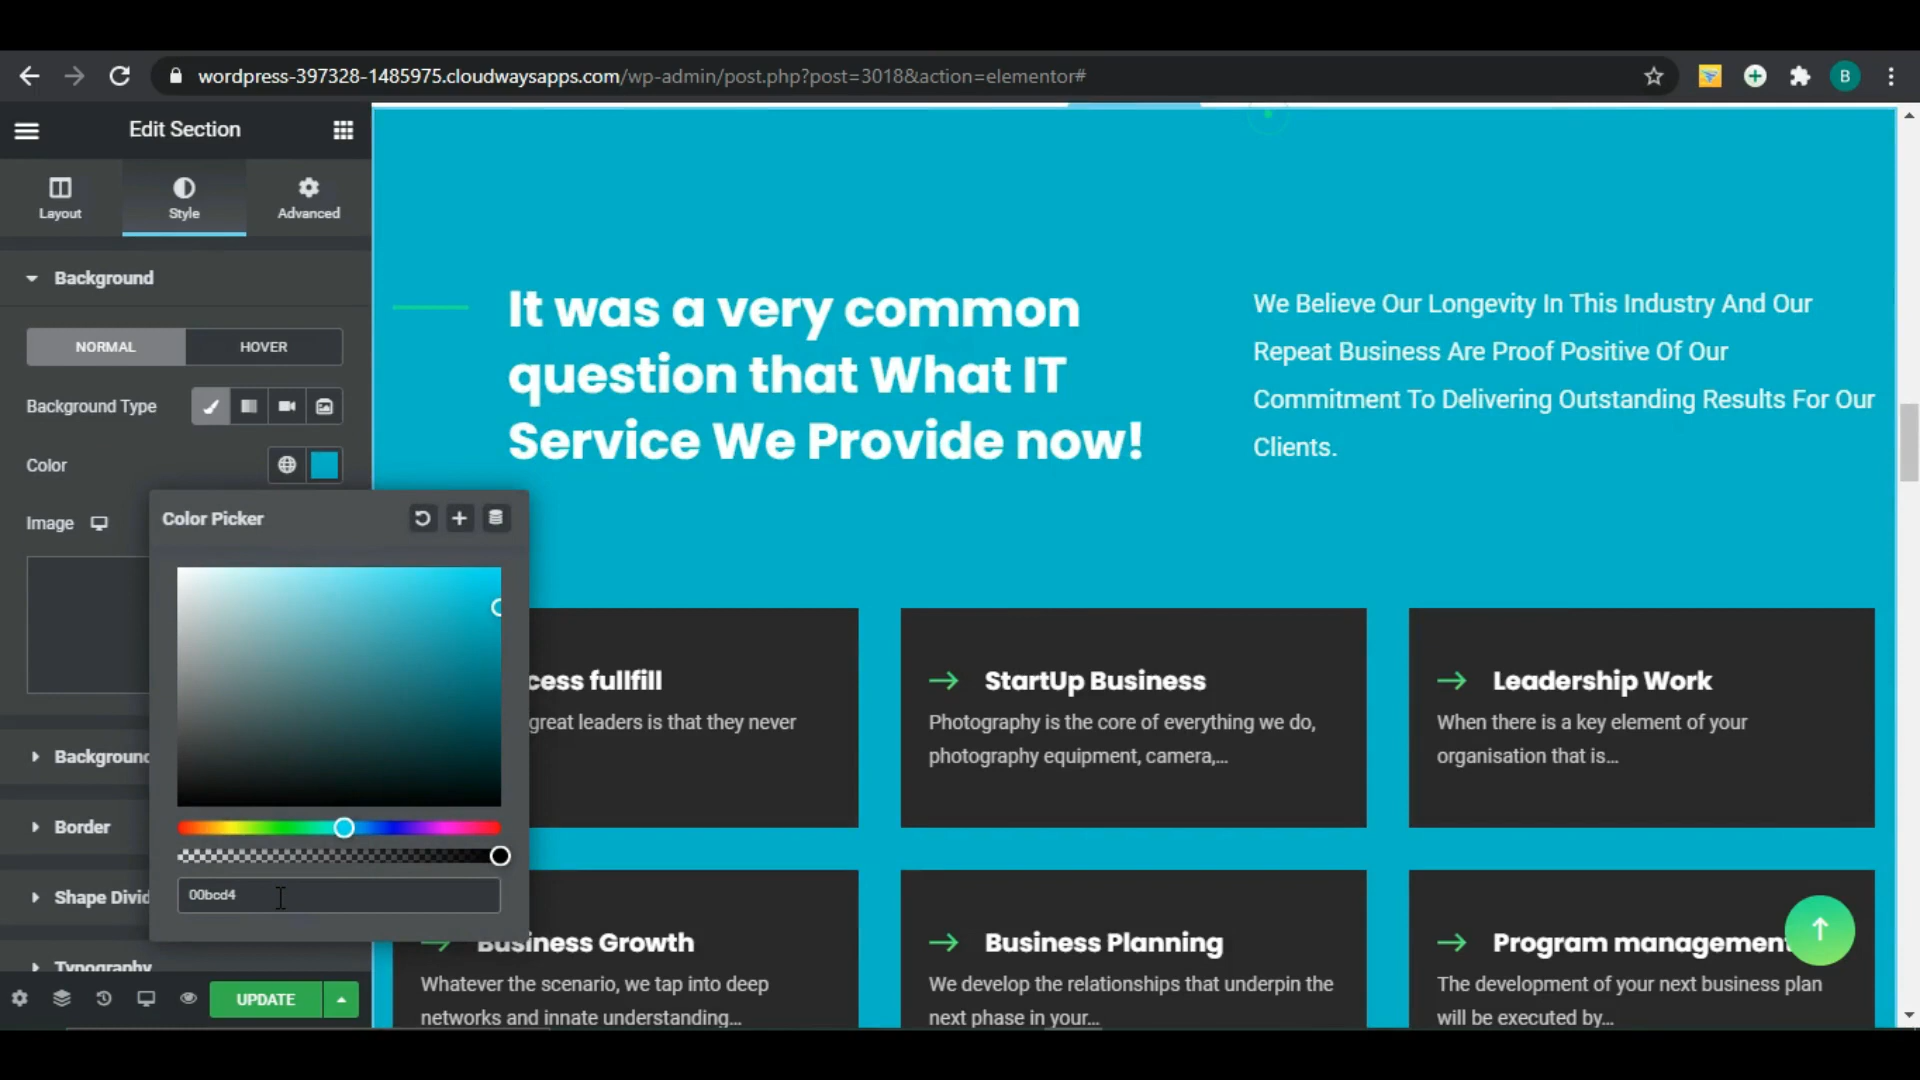 wordpress-397328-1485975.cloudwaysapps.com/wp-admin/post.php?post=3018&action=elementor#
B
Edit Section
Layout
Style
Advanced
Background
NORMAL
HOVER
Background Type
Color
Image
Color Picker
00bcd4
Background
Border
Shape Divid
Typography
UPDATE
It was a very common
question that What IT
Service We Provide now!
We Believe Our Longevity In This Industry And Our
Repeat Business Are Proof Positive Of Our
Commitment To Delivering Outstanding Results For Our
Clients.
cess fullfill
great leaders is that they never
StartUp Business
Photography is the core of everything we do,
photography equipment, camera,...
Leadership Work
When there is a key element of your
organisation that is...
Business Growth
Whatever the scenario, we tap into deep
networks and innate understanding...
Business Planning
We develop the relationships that underpin the
next phase in your...
Program management
The development of your next business plan
will be executed by...